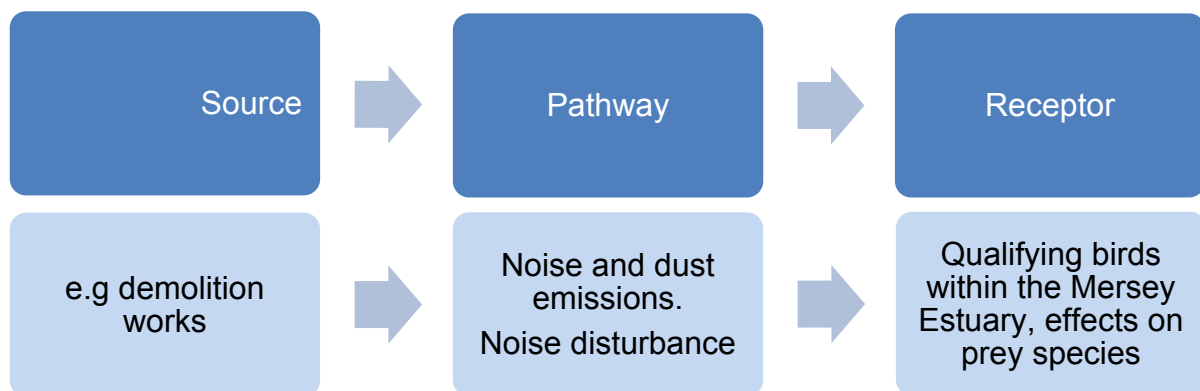 Source
Pathway
Receptor
e.g demolition
works
Noise and dust
emissions.
Noise disturbance
Qualifying birds
within the Mersey
Estuary, effects on
prey species